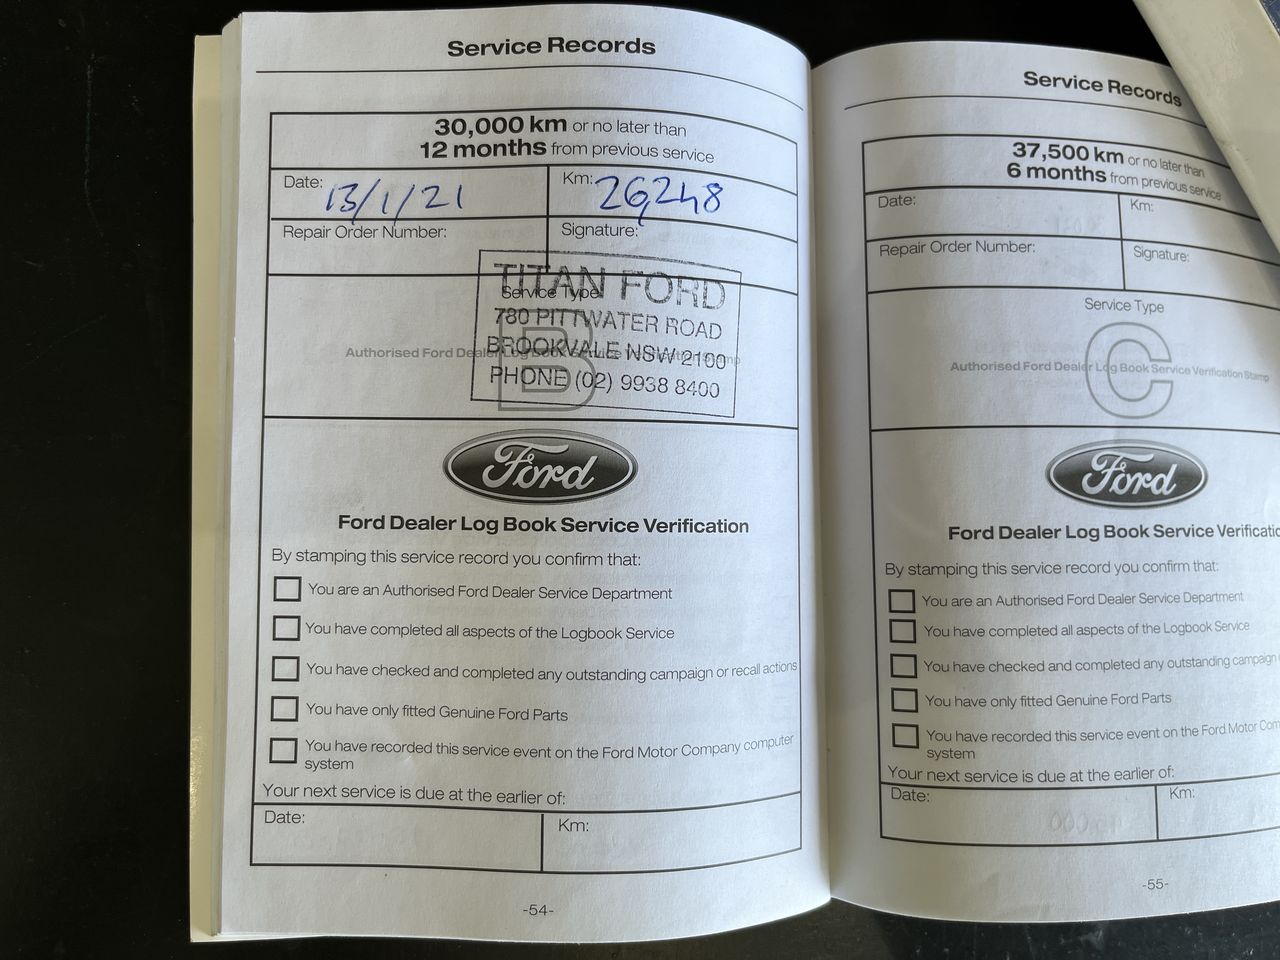 Service Records
30,000 km or no later than
12 months from previous service
Date: 13/1/21
Km: 26,248
Repair Order Number:
Signature:
Service Type
B
Authorised Ford Dealer Log Book Service Verification Stamp
TITAN FORD
780 PITTWATER ROAD
BROOKVALE NSW 2100
PHONE (02) 9938 8400
Ford
Ford Dealer Log Book Service Verification
By stamping this service record you confirm that:
You are an Authorised Ford Dealer Service Department
You have completed all aspects of the Logbook Service
You have checked and completed any outstanding campaign or recall actions
You have only fitted Genuine Ford Parts
You have recorded this service event on the Ford Motor Company computer
system
Your next service is due at the earlier of:
Date:
Km:
-54-
Service Records
37,500 km or no later than
6 months from previous service
Date:
Km:
Repair Order Number:
Signature:
Service Type
C
Authorised Ford Dealer Log Book Service Verification Stamp
Ford
Ford Dealer Log Book Service Verificatio
By stamping this service record you confirm that:
You are an Authorised Ford Dealer Service Department
You have completed all aspects of the Logbook Service
You have checked and completed any outstanding campaign
You have only fitted Genuine Ford Parts
You have recorded this service event on the Ford Motor Com
system
Your next service is due at the earlier of:
Date:
Km:
-55-